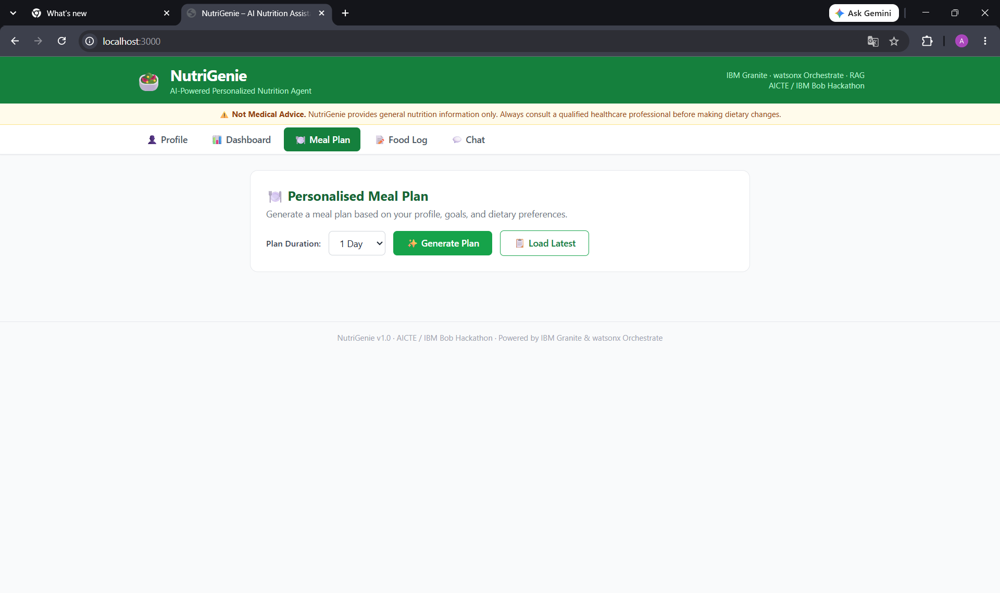 What's new
NutriGenie – AI Nutrition Assist
Ask Gemini
localhost:3000
A
NutriGenie
AI-Powered Personalized Nutrition Agent
IBM Granite · watsonx Orchestrate · RAG
AICTE / IBM Bob Hackathon
Not Medical Advice. NutriGenie provides general nutrition information only. Always consult a qualified healthcare professional before making dietary changes.
Profile
Dashboard
Meal Plan
Food Log
Chat
Personalised Meal Plan
Generate a meal plan based on your profile, goals, and dietary preferences.
Plan Duration:
1 Day
Generate Plan
Load Latest
NutriGenie v1.0 · AICTE / IBM Bob Hackathon · Powered by IBM Granite & watsonx Orchestrate